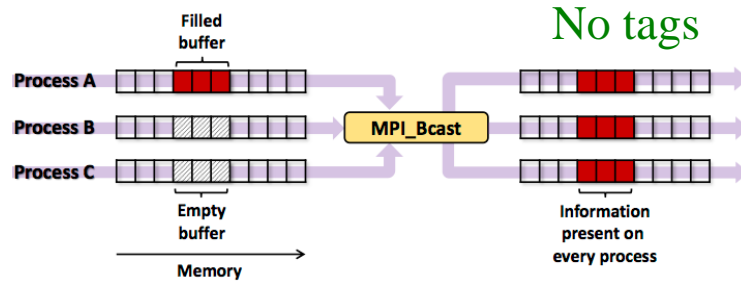 No tags
Filled
buffer
Process A
Process B
MPI_Bcast
Process C
Empty
buffer
Information
present on
every process
Memory